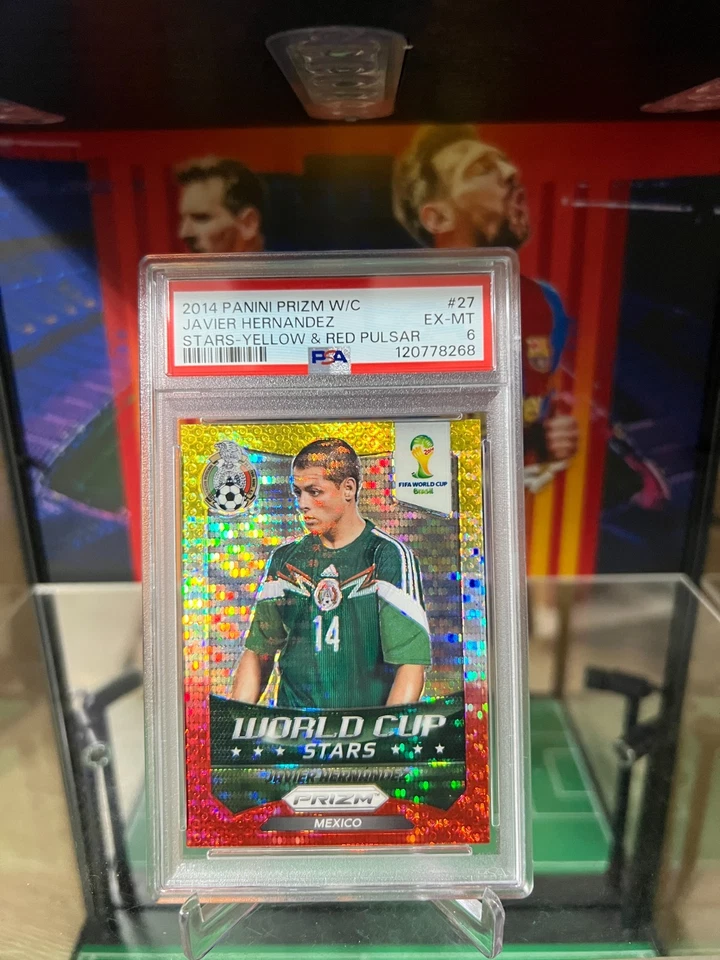 2014 PANINI PRIZM W/C #27
JAVIER HERNANDEZ EX-MT
STARS-YELLOW & RED PULSAR 6
PSA 120778268
FIFA WORLD CUP
Brasil
14
WORLD CUP
STARS
JAVIER HERNANDEZ
PRIZM
MEXICO